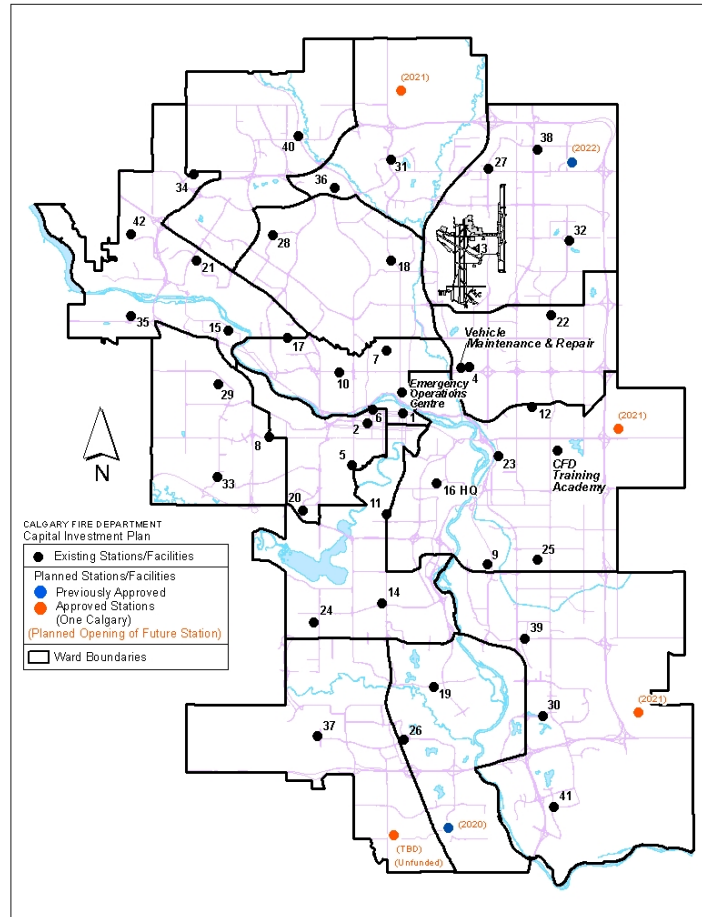 (2021)
38
(2022)
40
31
27
36
34
42
28
32
13
21
18
35
15
22
17
Vehicle
Maintenance & Repair
7
4
10
29
Emergency
Operations
Centre
12
(2021)
6
1
2
8
N
5
23
CFD
Training
Academy
33
16 HQ
20
11
CALGARY FIRE DEPARTMENT
Capital Investment Plan
Existing Stations/Facilities
Planned Stations/Facilities
Previously Approved
Approved Stations
(One Calgary)
(Planned Opening of Future Station)
Ward Boundaries
9
25
14
24
39
19
(2021)
30
37
26
41
(2020)
(TBD)
(Unfunded)